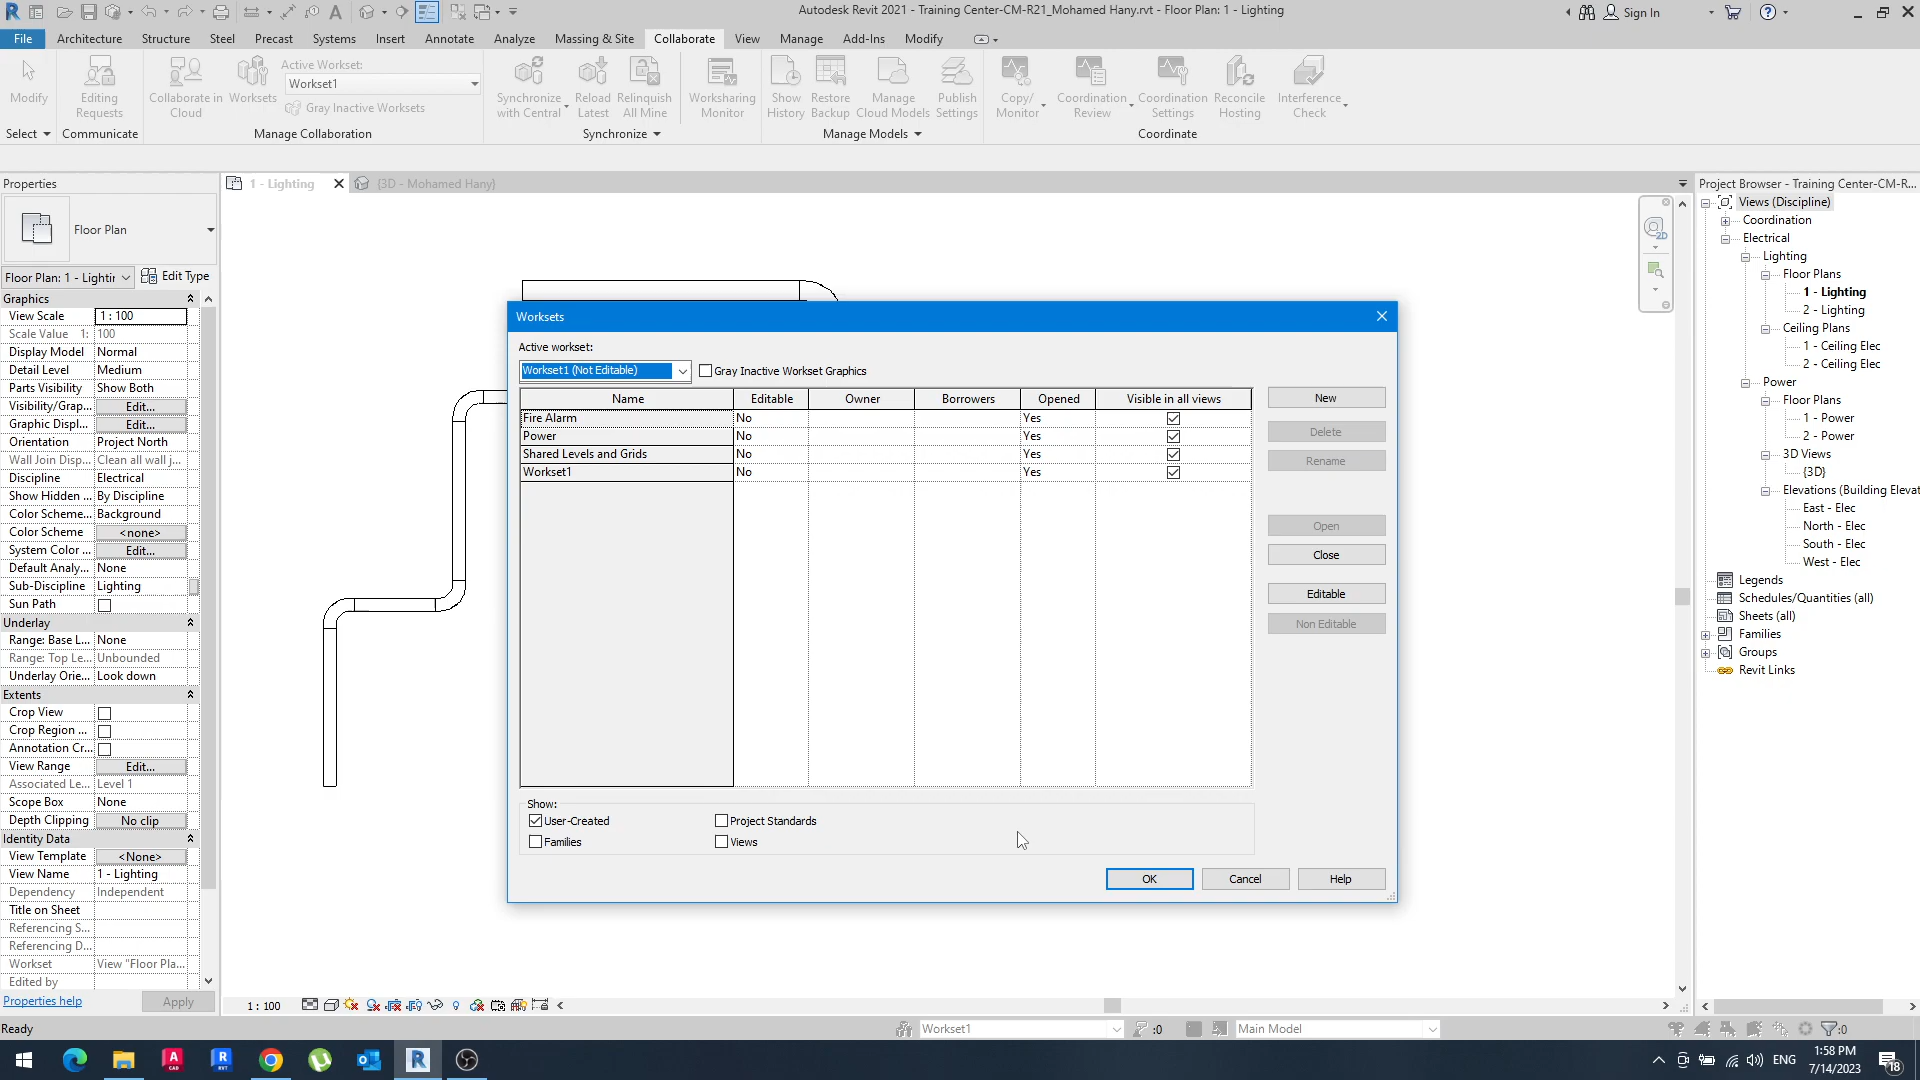 Autodesk Revit 2021 - Training Center-CM-R21_Mohamed Hany.rvt - Floor Plan: 1 - Lighting
Sign In
File Architecture Structure Steel Precast Systems Insert Annotate Analyze Massing & Site Collaborate View Manage Add-Ins Modify
Modify
Editing Requests
Collaborate in Cloud
Worksets
Active Workset:
Workset1
Gray Inactive Worksets
Synchronize with Central
Reload Latest
Relinquish All Mine
Worksharing Monitor
Show History
Restore Backup
Manage Cloud Models
Publish Settings
Copy/ Monitor
Coordination Review
Coordination Settings
Reconcile Hosting
Interference Check
Select Communicate Manage Collaboration Synchronize Manage Models Coordinate
Properties
Floor Plan
Floor Plan: 1 - Lightir Edit Type
Graphics
View Scale 1 : 100
Scale Value 1: 100
Display Model Normal
Detail Level Medium
Parts Visibility Show Both
Visibility/Grap... Edit...
Graphic Displ... Edit...
Orientation Project North
Wall Join Disp... Clean all wall j...
Discipline Electrical
Show Hidden ... By Discipline
Color Scheme... Background
Color Scheme <none>
System Color ... Edit...
Default Analy... None
Sub-Discipline Lighting
Sun Path
Underlay
Range: Base L... None
Range: Top Le... Unbounded
Underlay Orie... Look down
Extents
Crop View
Crop Region ...
Annotation Cr...
View Range Edit...
Associated Le... Level 1
Scope Box None
Depth Clipping No clip
Identity Data
View Template <None>
View Name 1 - Lighting
Dependency Independent
Title on Sheet
Referencing S...
Referencing D...
Workset View "Floor Pla...
Edited by
Properties help Apply
1 - Lighting
{3D - Mohamed Hany}
2D
Worksets
Active workset:
Workset1 (Not Editable) Gray Inactive Workset Graphics
Name Editable Owner Borrowers Opened Visible in all views
Fire Alarm No Yes
Power No Yes
Shared Levels and Grids No Yes
Workset1 No Yes
New
Delete
Rename
Open
Close
Editable
Non Editable
Show:
User-Created Project Standards
Families Views
OK Cancel Help
Project Browser - Training Center-CM-R...
Views (Discipline)
Coordination
Electrical
Lighting
Floor Plans
1 - Lighting
2 - Lighting
Ceiling Plans
1 - Ceiling Elec
2 - Ceiling Elec
Power
Floor Plans
1 - Power
2 - Power
3D Views
{3D}
Elevations (Building Elevat
East - Elec
North - Elec
South - Elec
West - Elec
Legends
Schedules/Quantities (all)
Sheets (all)
Families
Groups
Revit Links
1 : 100
Ready
Workset1 :0 Main Model :0
ENG
1:58 PM
7/14/2023
18